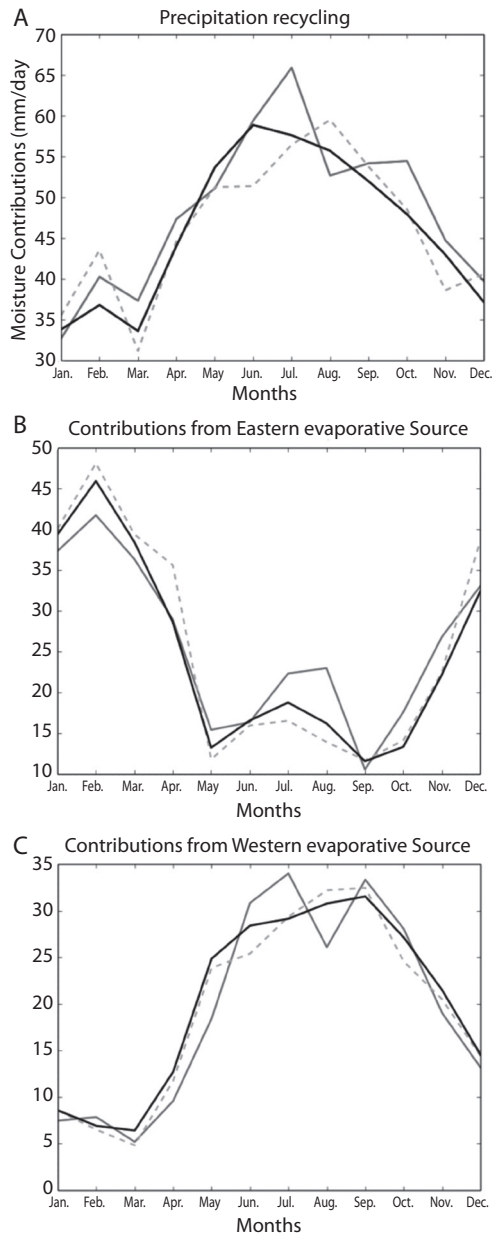 A
Precipitation recycling
Moisture Contributions (mm/day
70
65
60
55
50
45
40
35
30
Jan. Feb. Mar. Apr. May Jun. Jul. Aug. Sep. Oct. Nov. Dec.
Months
B
Contributions from Eastern evaporative Source
50
45
40
35
30
25
20
15
10
Jan. Feb. Mar. Apr. May Jun. Jul. Aug. Sep. Oct. Nov. Dec.
Months
C
Contributions from Western evaporative Source
35
30
25
20
15
10
5
0
Jan. Feb. Mar. Apr. May Jun. Jul. Aug. Sep. Oct. Nov. Dec.
Months